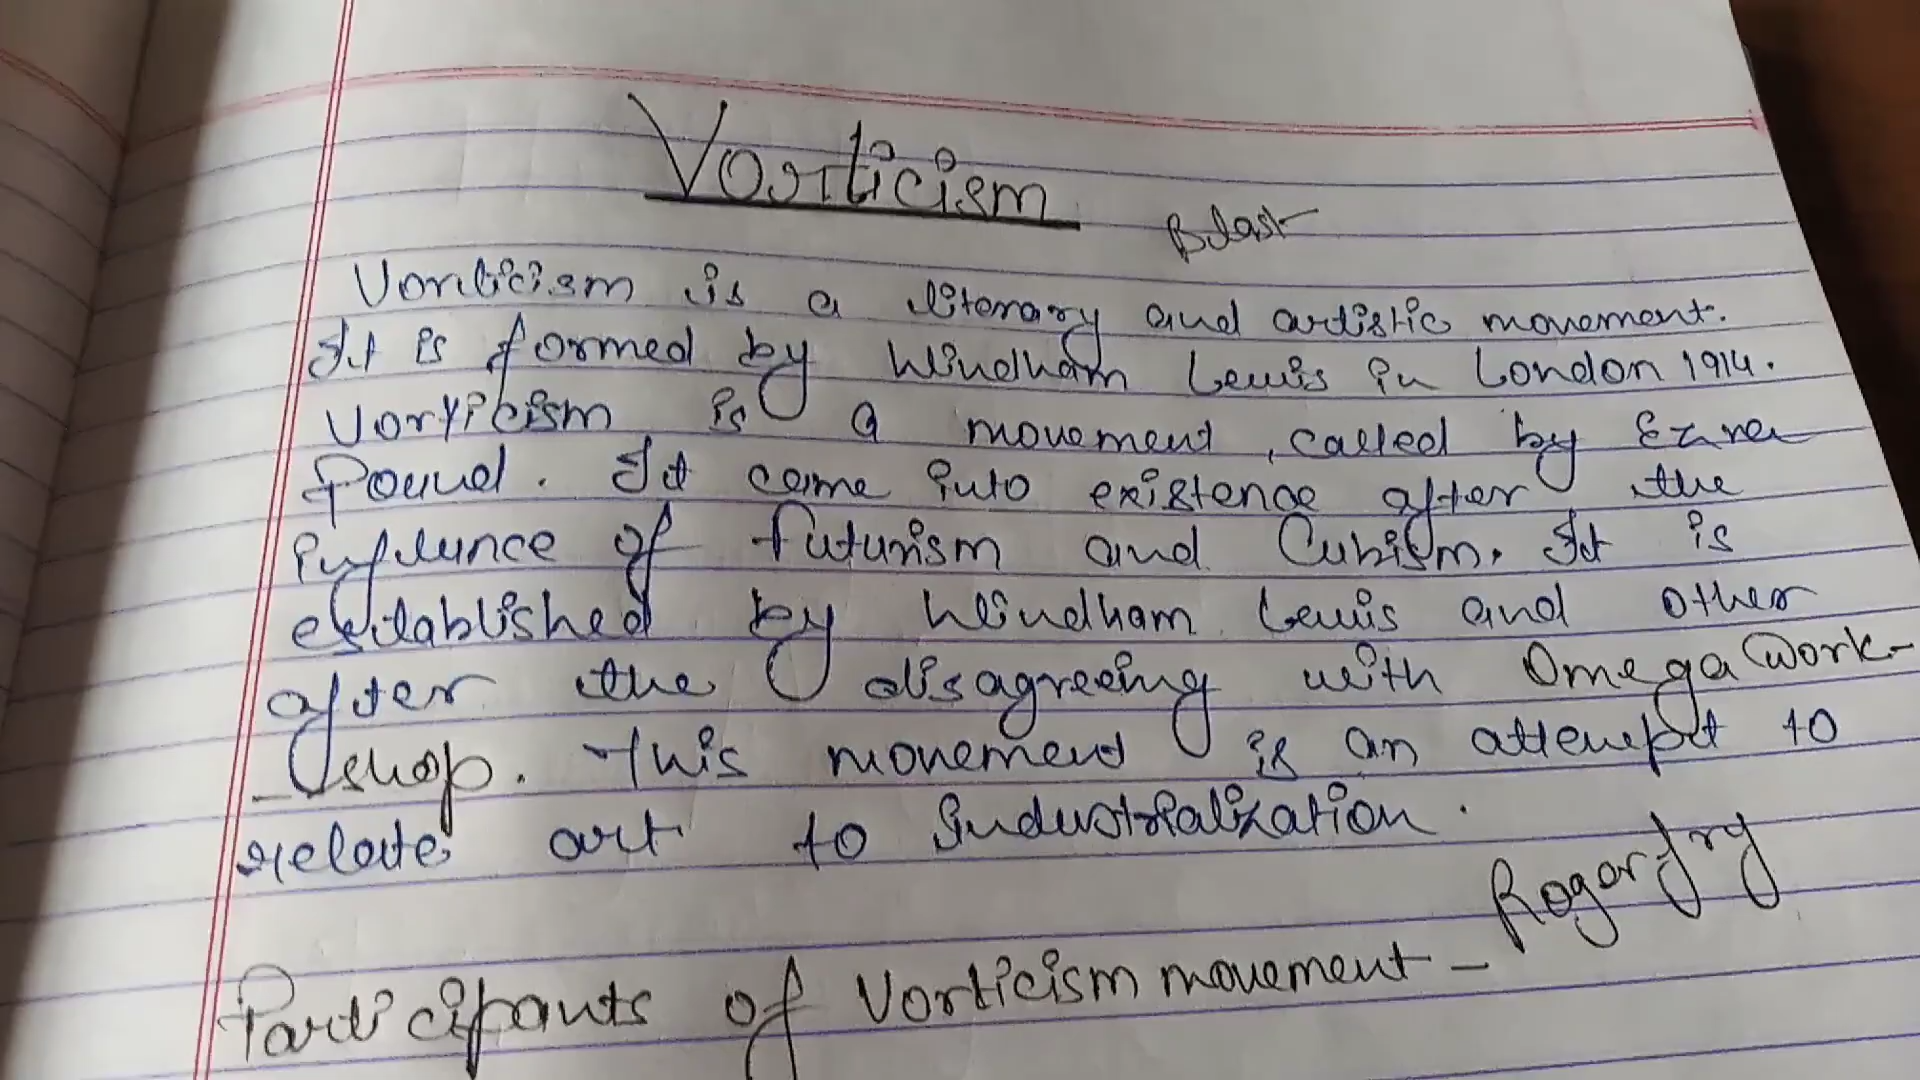 Vorticism
Blast
Vorticism is a literary and artistic movement.
It is formed by Windham Lewis in London 1914.
Vorticism is a movement, called by Ezra
Pound. It came into existence after the
influence of Futurism and Cubism. It is
established by Windham Lewis and other
after the disagreeing with Omega Work-
shop. This movement is an attempt to
relate art to Industrialization.
Roger fry
Participants of Vorticism movement -